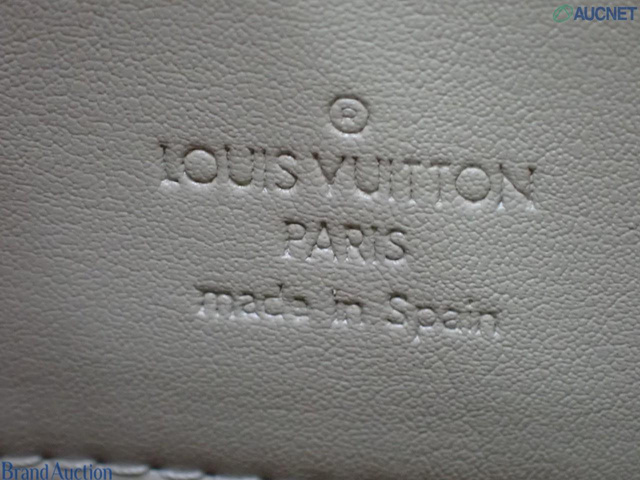 AUCNET
®
LOUIS VUITTON
PARIS
made in Spain
Brand Auction